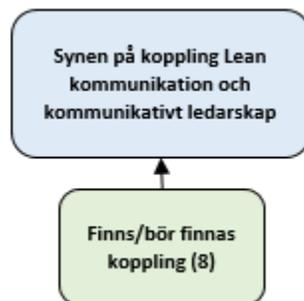 Synen på koppling Lean
kommunikation och
kommunikativt ledarskap
Finns/bör finnas
koppling (8)